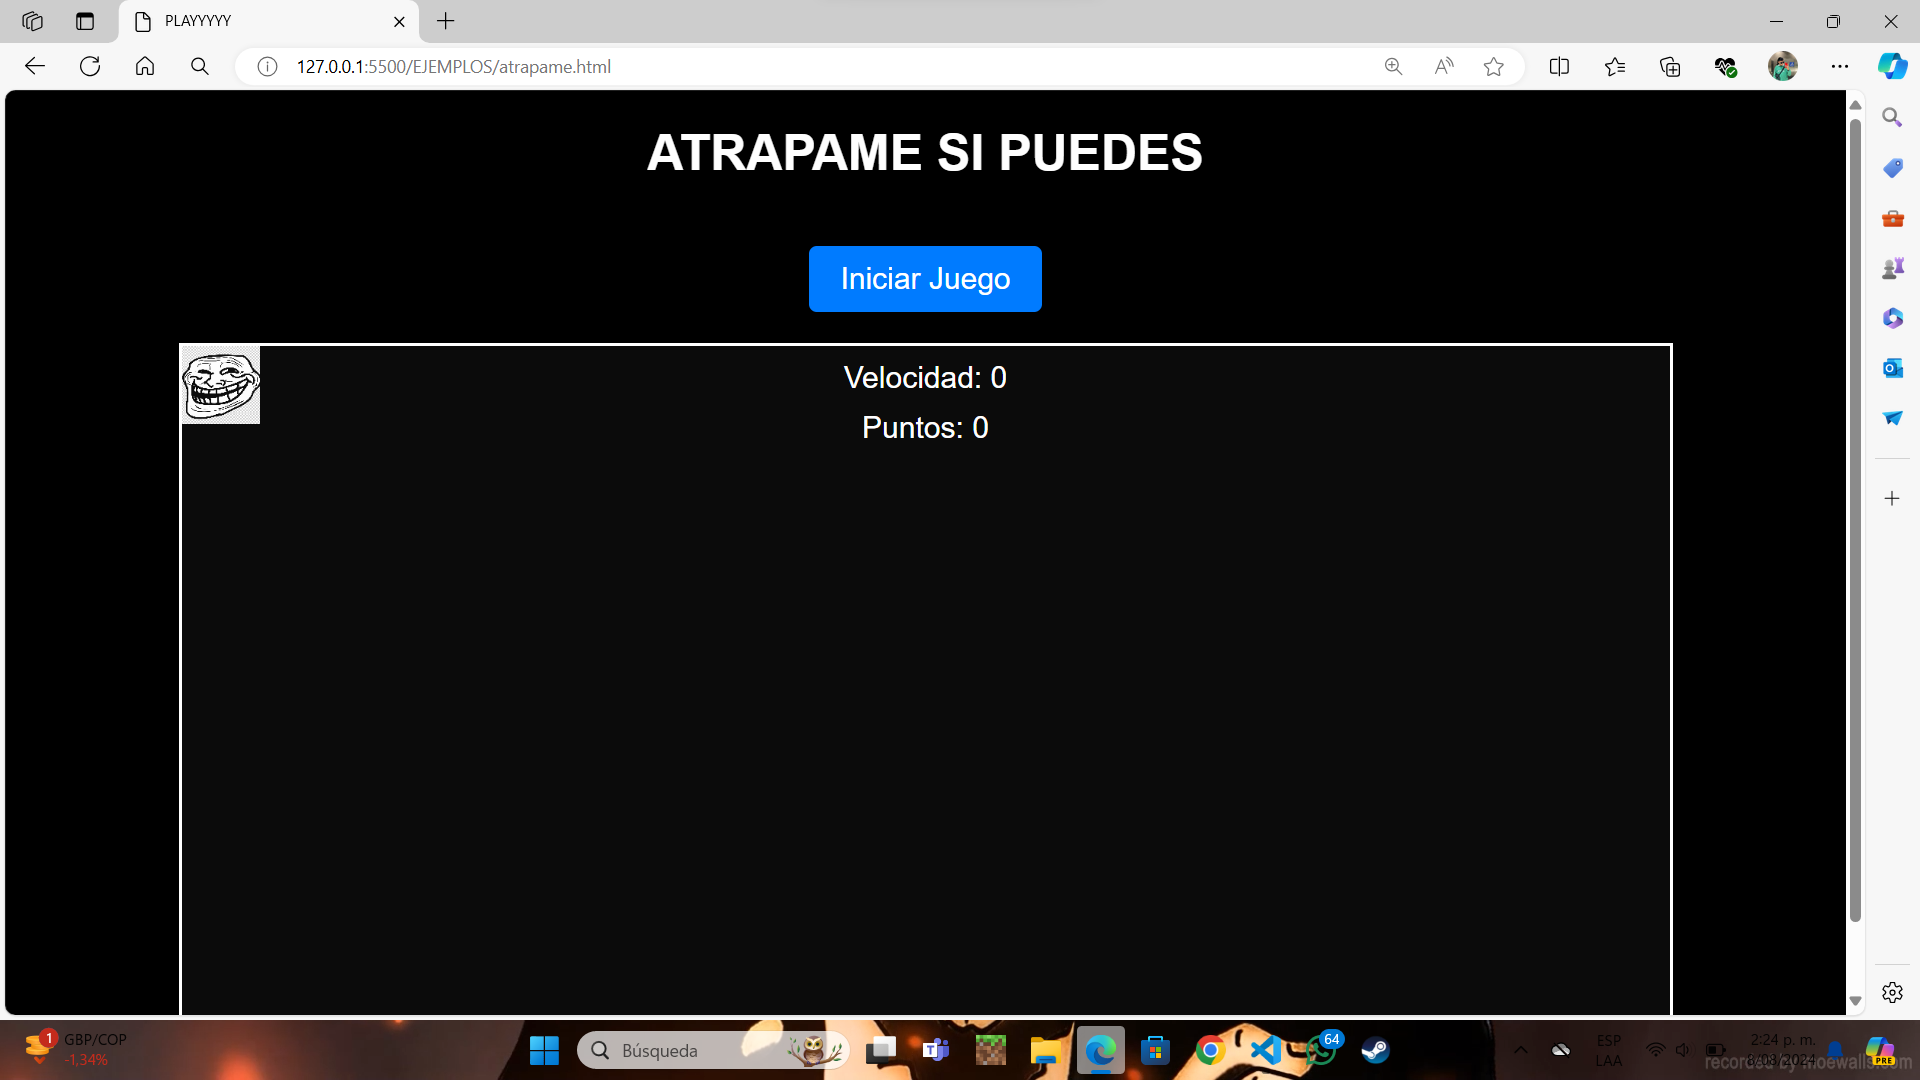 PLAYYYYY
127.0.0.1:5500/EJEMPLOS/atrapame.html
ATRAPAME SI PUEDES
Iniciar Juego
Velocidad: 0
Puntos: 0
1
GBP/COP
-1,34%
Búsqueda
64
ESP
LAA
2:24 p. m.
8/08/2024
PRE
recorded by Moewalls.com